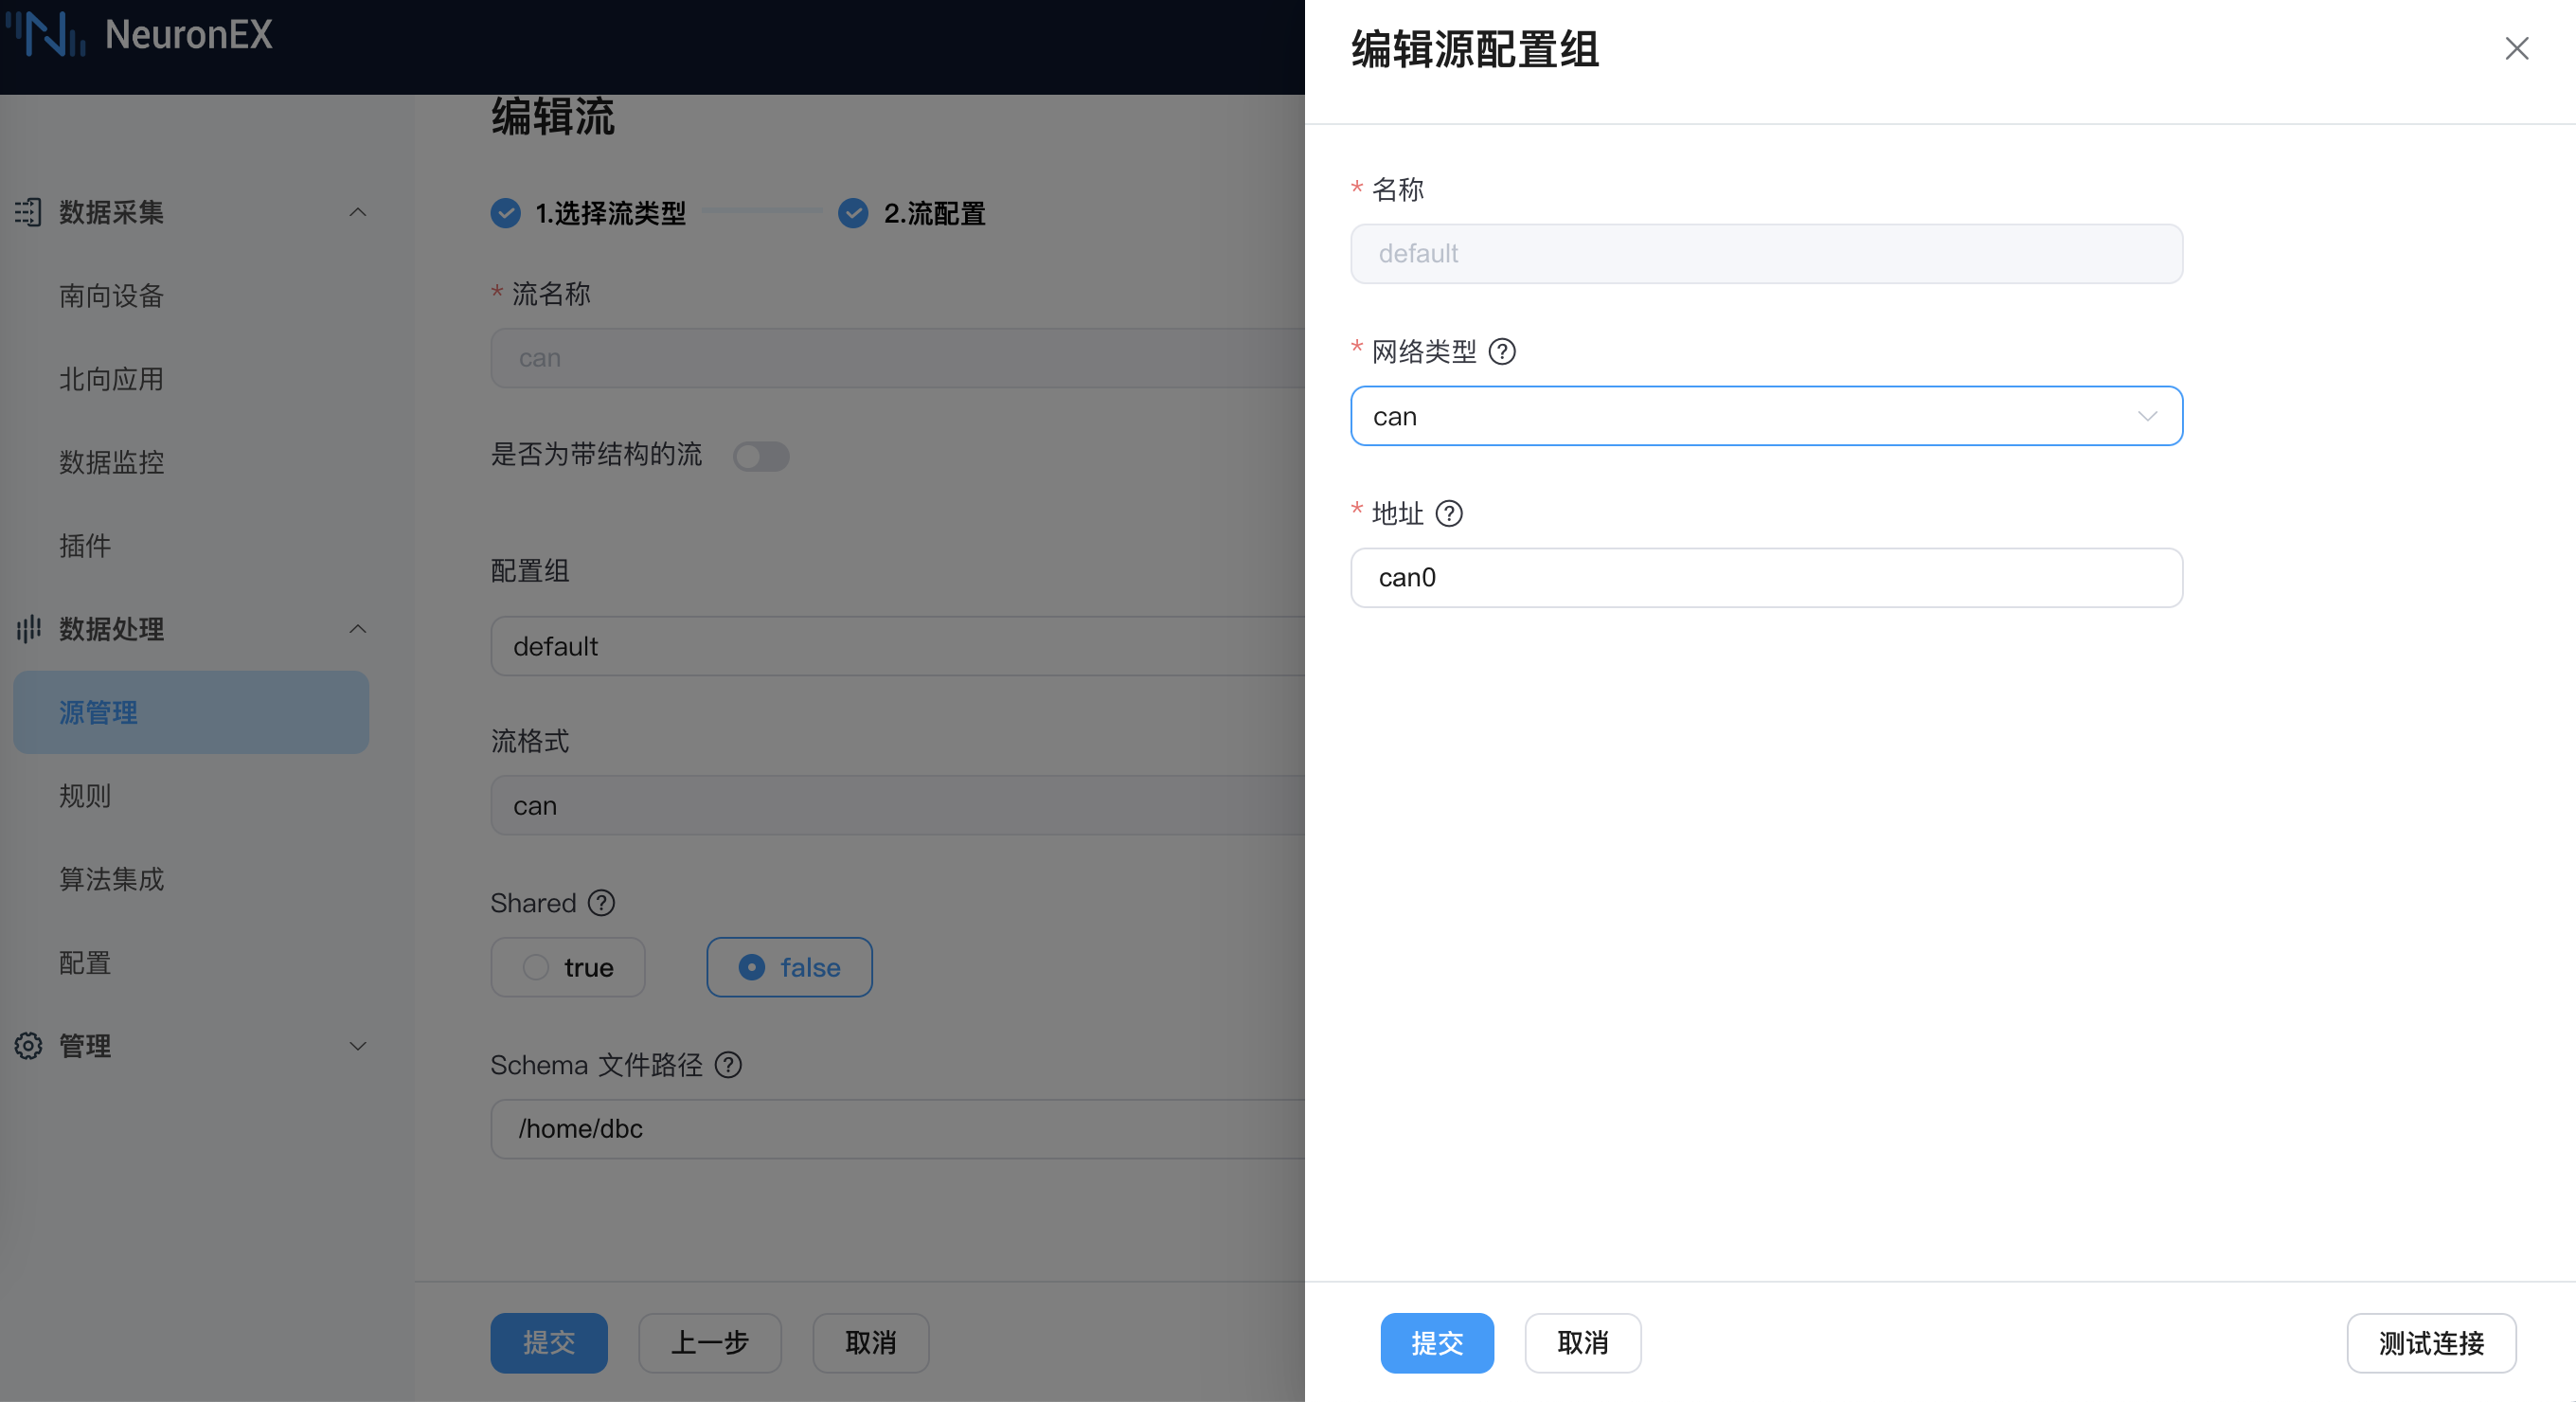 NeuronEX
数据采集
南向设备
北向应用
数据监控
插件
数据处理
源管理
规则
算法集成
配置
管理
编辑流
1.选择流类型
2.流配置
* 流名称
can
是否为带结构的流
配置组
default
流格式
can
Shared ?
true
false
Schema 文件路径 ?
/home/dbc
提交
上一步
取消
编辑源配置组
* 名称
default
* 网络类型 ?
can
* 地址 ?
can0
提交
取消
测试连接